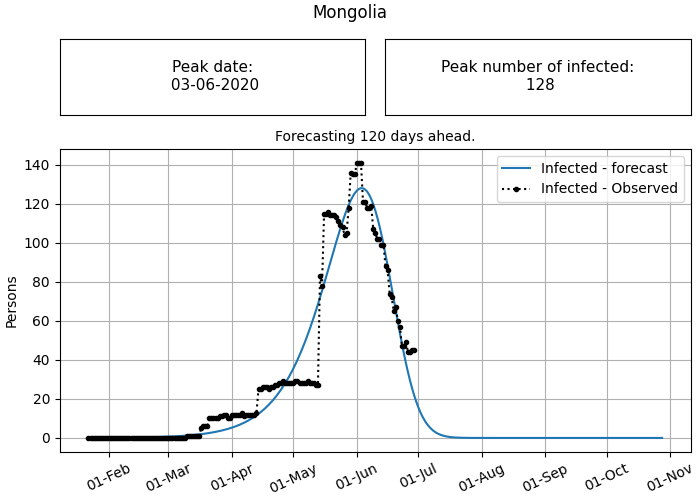 Mongolia
Peak date:
03-06-2020
Peak number of infected:
128
Forecasting 120 days ahead.
Infected - forecast
Infected - Observed
Persons
140
120
100
80
60
40
20
0
01-Feb
01-Mar
01-Apr
01-May
01-Jun
01-Jul
01-Aug
01-Sep
01-Oct
01-Nov